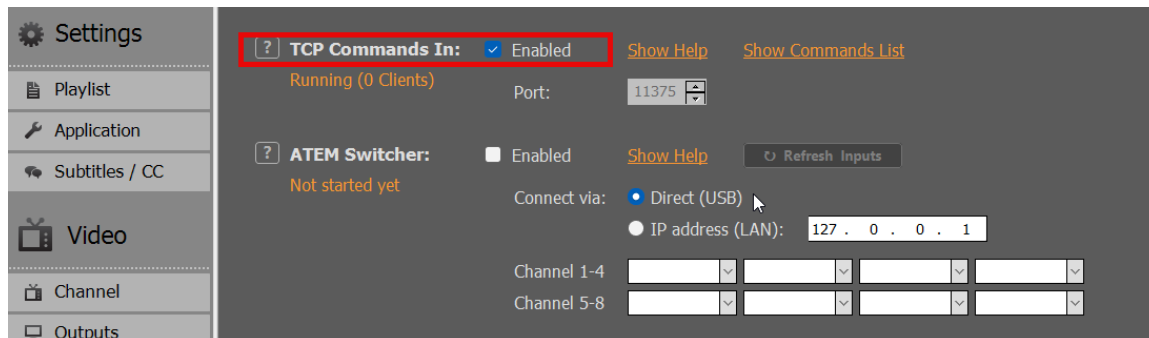 Settings
Playlist
Application
Subtitles / CC
Video
Channel
Outputs
? TCP Commands In: Enabled Show Help Show Commands List
Running (0 Clients)
Port: 11375
? ATEM Switcher: Enabled Show Help Refresh Inputs
Not started yet
Connect via: Direct (USB)
IP address (LAN): 127 . 0 . 0 . 1
Channel 1-4
Channel 5-8